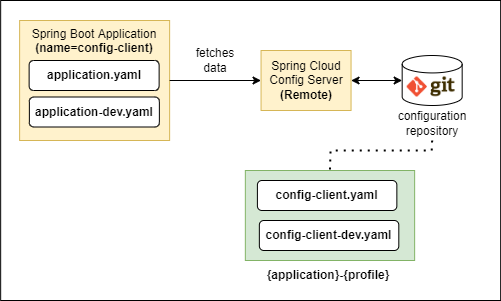 Spring Boot Application
(name=config-client)
application.yaml
application-dev.yaml
fetches
data
Spring Cloud
Config Server
(Remote)
git
configuration
repository
config-client.yaml
config-client-dev.yaml
{application}-{profile}